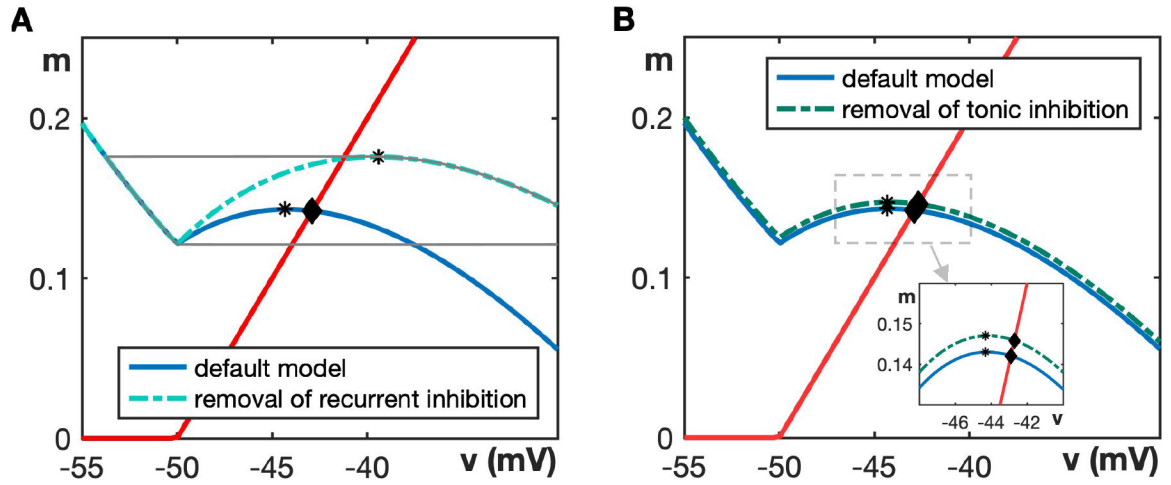 A
m
0.2
0.1
0
default model
removal of recurrent inhibition
-55
-50
-45
-40
v (mV)
B
m
0.2
0.1
0
default model
removal of tonic inhibition
m
0.15
0.14
-46
-44
-42
v
-55
-50
-45
-40
v (mV)